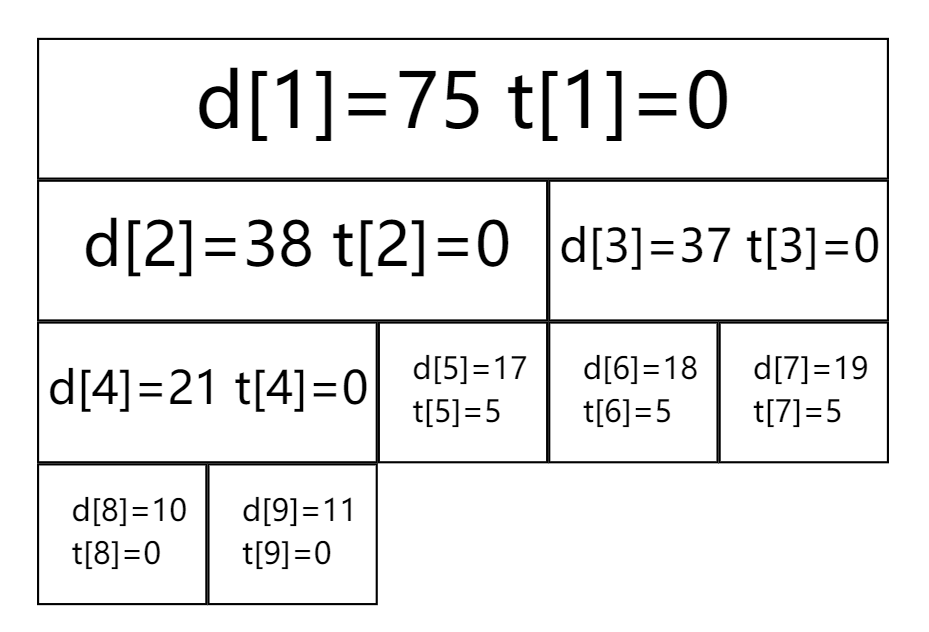 d[1]=75 t[1]=0
d[2]=38 t[2]=0
d[3]=37 t[3]=0
d[4]=21 t[4]=0
d[5]=17
t[5]=5
d[6]=18
t[6]=5
d[7]=19
t[7]=5
d[8]=10
t[8]=0
d[9]=11
t[9]=0